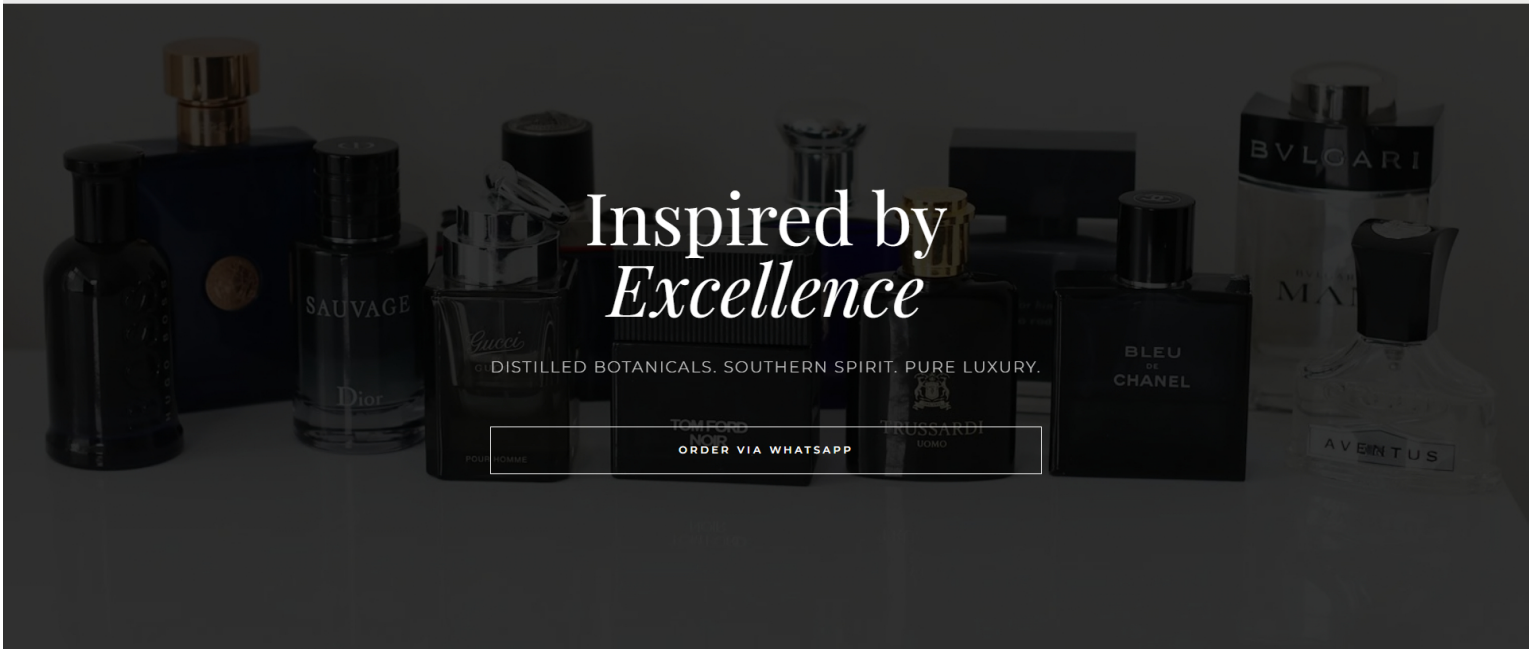 BVLGARI
Inspired by
Excellence
SAUVAGE
Gucci
MAN
BLEU
DE
CHANEL
DISTILLED BOTANICALS. SOUTHERN SPIRIT. PURE LUXURY.
Dior
TOM FORD
NOIR
TRUSSARDI
UOMO
ORDER VIA WHATSAPP
AVENTUS
POUR HOMME